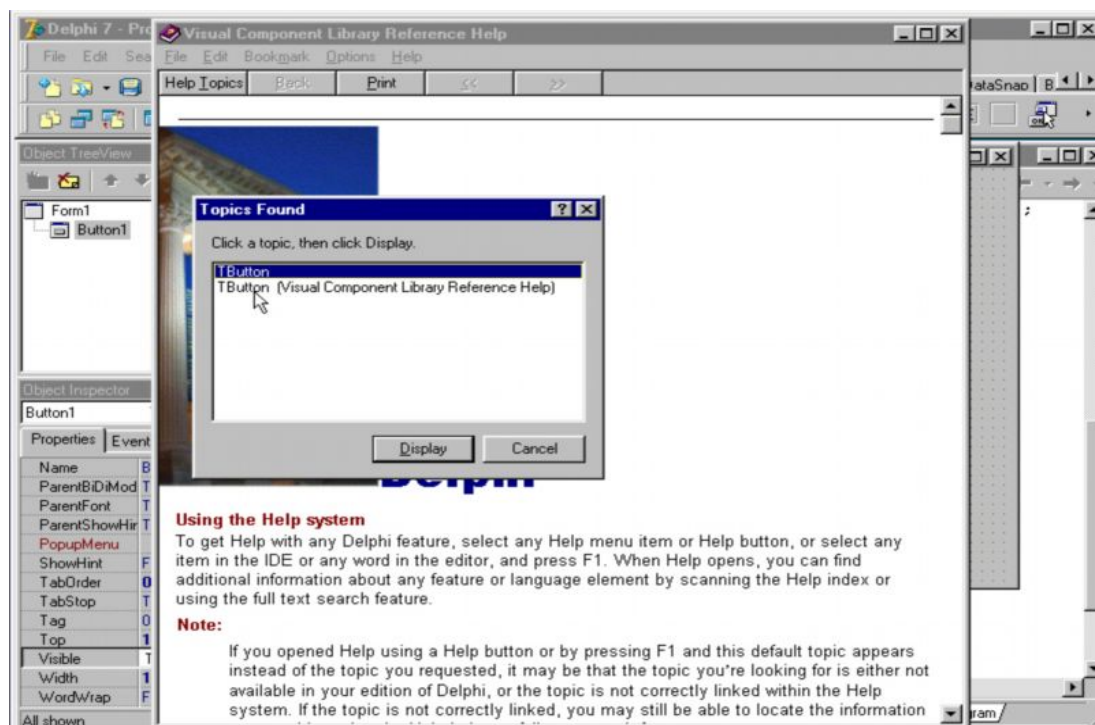 Delphi 7 - Pro
File Edit Sea
Visual Component Library Reference Help
File Edit Bookmark Options Help
Help Topics Back Print << >>
DataSnap B
Object TreeView
Form1
Button1
Topics Found
Click a topic, then click Display.
TButton
TButton (Visual Component Library Reference Help)
Display Cancel
Object Inspector
Button1
Properties Event
Name B
ParentBiDiMod T
ParentFont T
ParentShowHir T
PopupMenu
ShowHint F
TabOrder 0
TabStop T
Tag 0
Top 1
Visible T
Width 1
WordWrap F
All shown
Delphi
Using the Help system
To get Help with any Delphi feature, select any Help menu item or Help button, or select any
item in the IDE or any word in the editor, and press F1. When Help opens, you can find
additional information about any feature or language element by scanning the Help index or
using the full text search feature.
Note:
If you opened Help using a Help button or by pressing F1 and this default topic appears
instead of the topic you requested, it may be that the topic you're looking for is either not
available in your edition of Delphi, or the topic is not correctly linked within the Help
system. If the topic is not correctly linked, you may still be able to locate the information
;
gram